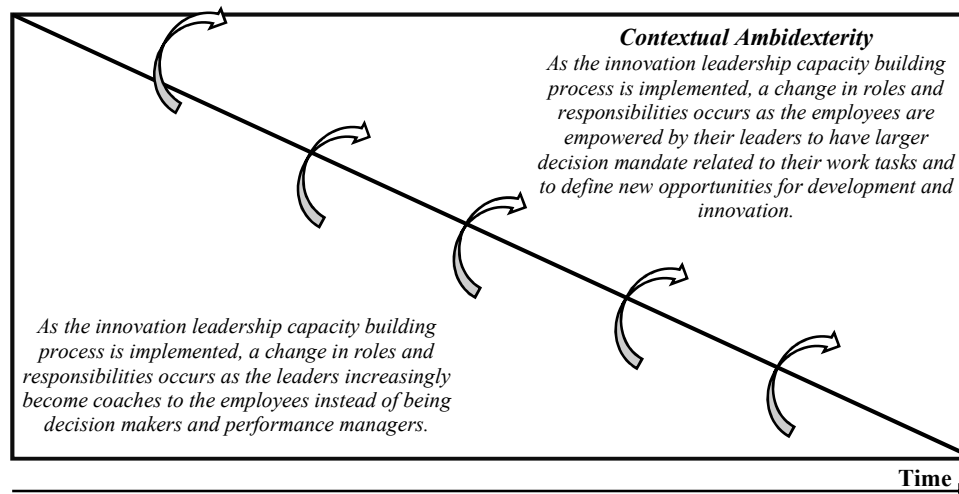 Contextual Ambidexterity
As the innovation leadership capacity building
process is implemented, a change in roles and
responsibilities occurs as the employees are
empowered by their leaders to have larger
decision mandate related to their work tasks and
to define new opportunities for development and
innovation.
As the innovation leadership capacity building
process is implemented, a change in roles and
responsibilities occurs as the leaders increasingly
become coaches to the employees instead of being
decision makers and performance managers.
Time